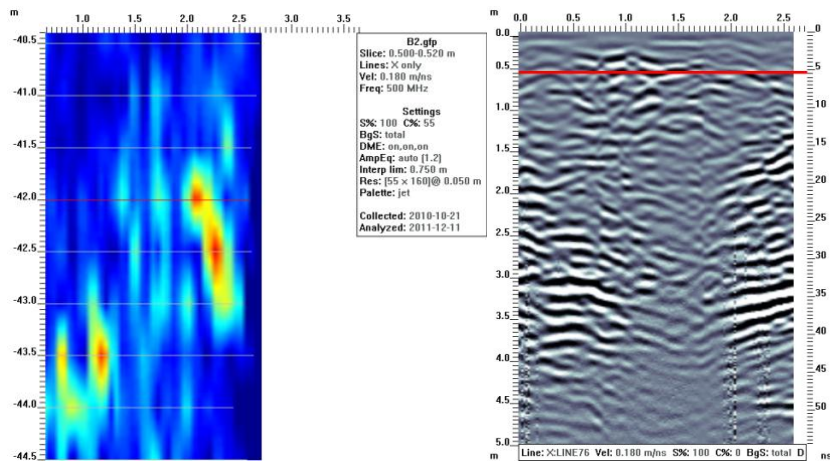 m
0.5 1.0 1.5 2.0 2.5 3.0 3.5
-40.5
-41.0
-41.5
-42.0
-42.5
-43.0
-43.5
-44.0
-44.5
B2.gfp
Slice: 0.500-0.520 m
Lines: X only
Vel: 0.180 m/ns
Freq: 500 MHz
Settings
S%: 100 C%: 55
BgS: total
DME: on,on,on
AmpEq: auto [1.2]
Interp lim: 0.750 m
Res: [55 x 160]@ 0.050 m
Palette: jet
Collected: 2010-10-21
Analyzed: 2011-12-11
m
0.0 0.5 1.0 1.5 2.0 2.5 m
0.0 0
0.5 5
1.0 10
1.5 15
2.0 20
2.5 25
3.0 30
3.5 35
4.0 40
4.5 45
5.0 50
m ns
Line: X:LINE76 Vel: 0.180 m/ns S%: 100 C%: 0 BgS: total D